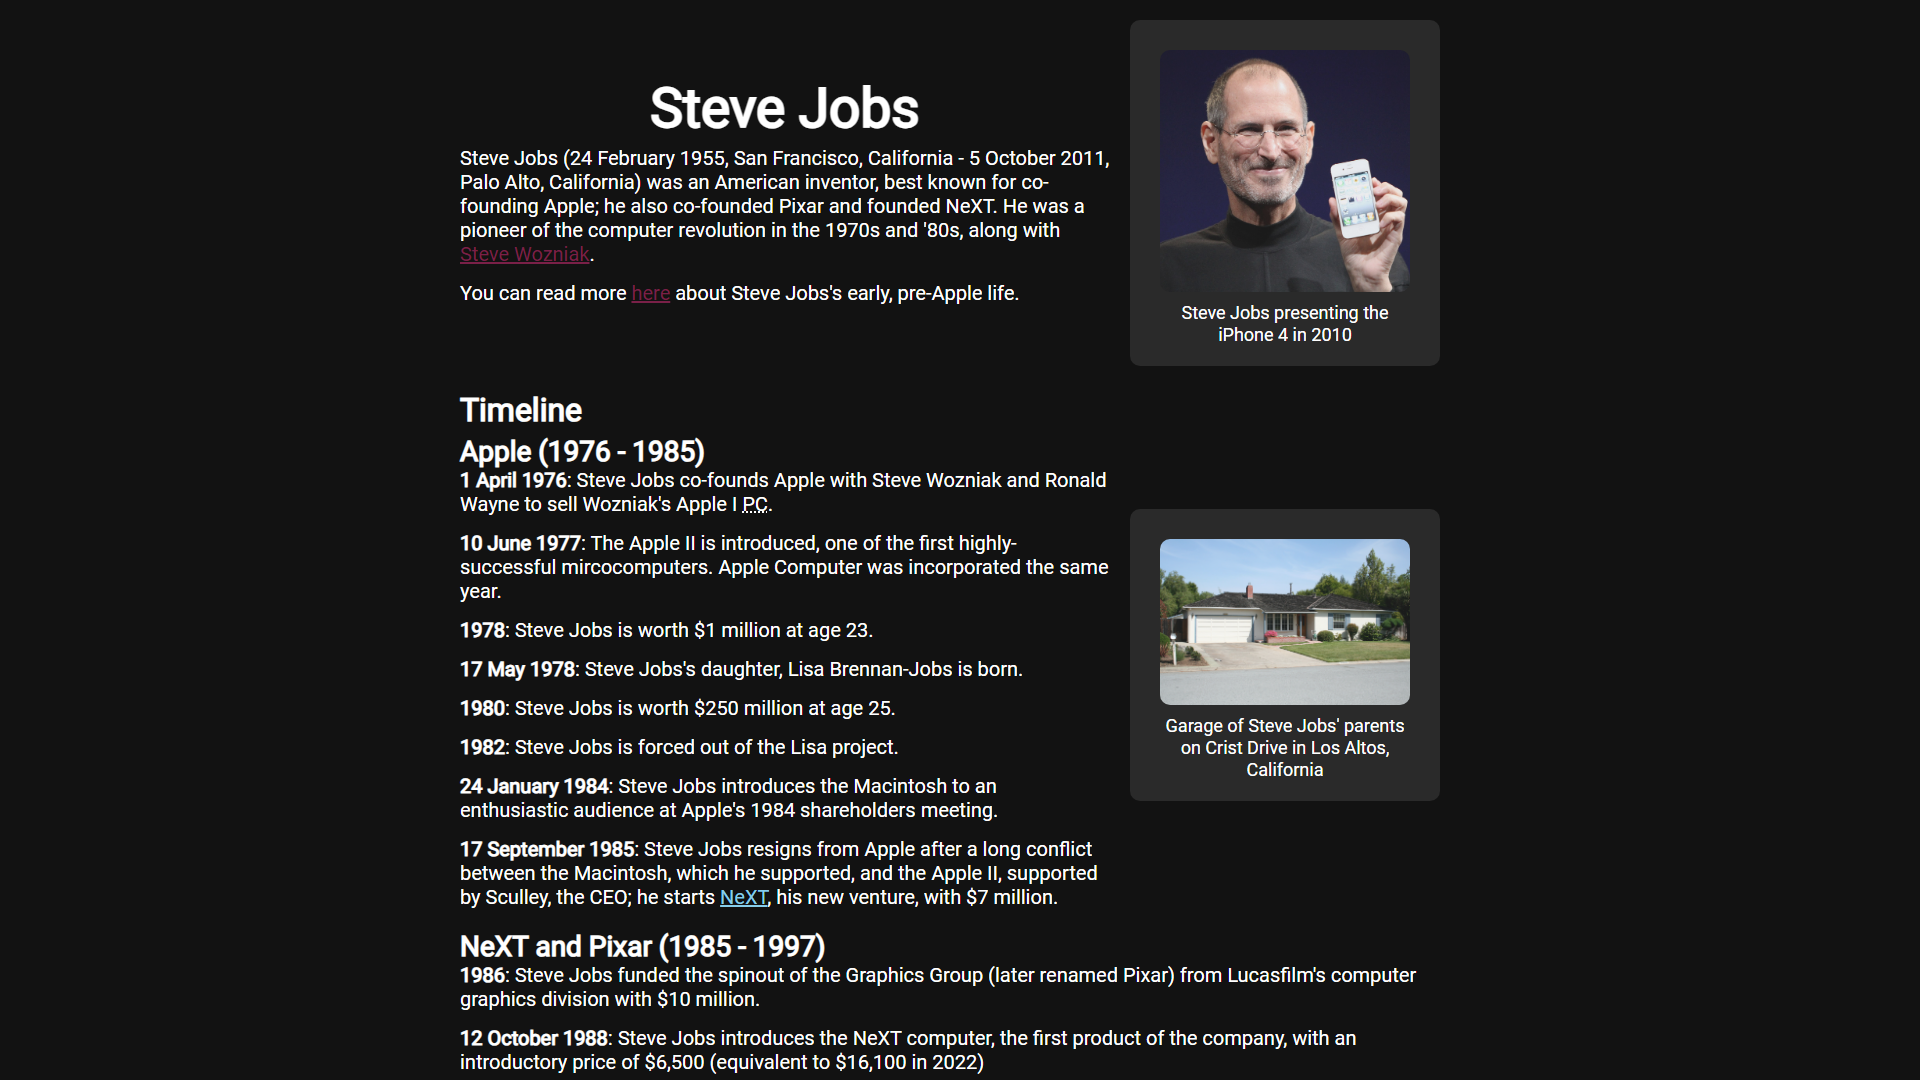 Steve Jobs
Steve Jobs (24 February 1955, San Francisco, California - 5 October 2011,
Palo Alto, California) was an American inventor, best known for co-
founding Apple; he also co-founded Pixar and founded NeXT. He was a
pioneer of the computer revolution in the 1970s and '80s, along with
Steve Wozniak.
You can read more here about Steve Jobs's early, pre-Apple life.
Steve Jobs presenting the
iPhone 4 in 2010
Timeline
Apple (1976 - 1985)
1 April 1976: Steve Jobs co-founds Apple with Steve Wozniak and Ronald
Wayne to sell Wozniak's Apple I PC.
10 June 1977: The Apple II is introduced, one of the first highly-
successful mircocomputers. Apple Computer was incorporated the same
year.
1978: Steve Jobs is worth $1 million at age 23.
17 May 1978: Steve Jobs's daughter, Lisa Brennan-Jobs is born.
1980: Steve Jobs is worth $250 million at age 25.
1982: Steve Jobs is forced out of the Lisa project.
24 January 1984: Steve Jobs introduces the Macintosh to an
enthusiastic audience at Apple's 1984 shareholders meeting.
17 September 1985: Steve Jobs resigns from Apple after a long conflict
between the Macintosh, which he supported, and the Apple II, supported
by Sculley, the CEO; he starts NeXT, his new venture, with $7 million.
Garage of Steve Jobs' parents
on Crist Drive in Los Altos,
California
NeXT and Pixar (1985 - 1997)
1986: Steve Jobs funded the spinout of the Graphics Group (later renamed Pixar) from Lucasfilm's computer
graphics division with $10 million.
12 October 1988: Steve Jobs introduces the NeXT computer, the first product of the company, with an
introductory price of $6,500 (equivalent to $16,100 in 2022)